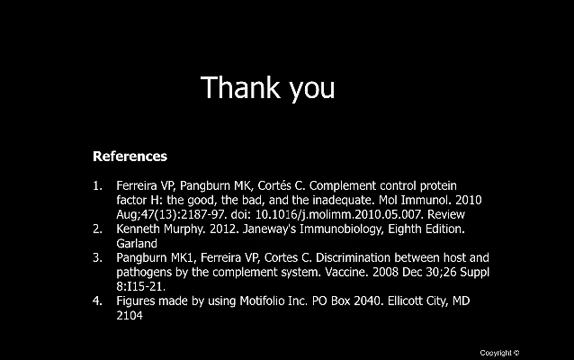 Thank you
References
1. Ferreira VP, Pangburn MK, Cortés C. Complement control protein
factor H: the good, the bad, and the inadequate. Mol Immunol. 2010
Aug;47(13):2187-97. doi: 10.1016/j.molimm.2010.05.007. Review
2. Kenneth Murphy. 2012. Janeway's Immunobiology, Eighth Edition.
Garland
3. Pangburn MK1, Ferreira VP, Cortes C. Discrimination between host and
pathogens by the complement system. Vaccine. 2008 Dec 30;26 Suppl
8:I15-21.
4. Figures made by using Motifolio Inc. PO Box 2040. Ellicott City, MD
2104
Copyright ©